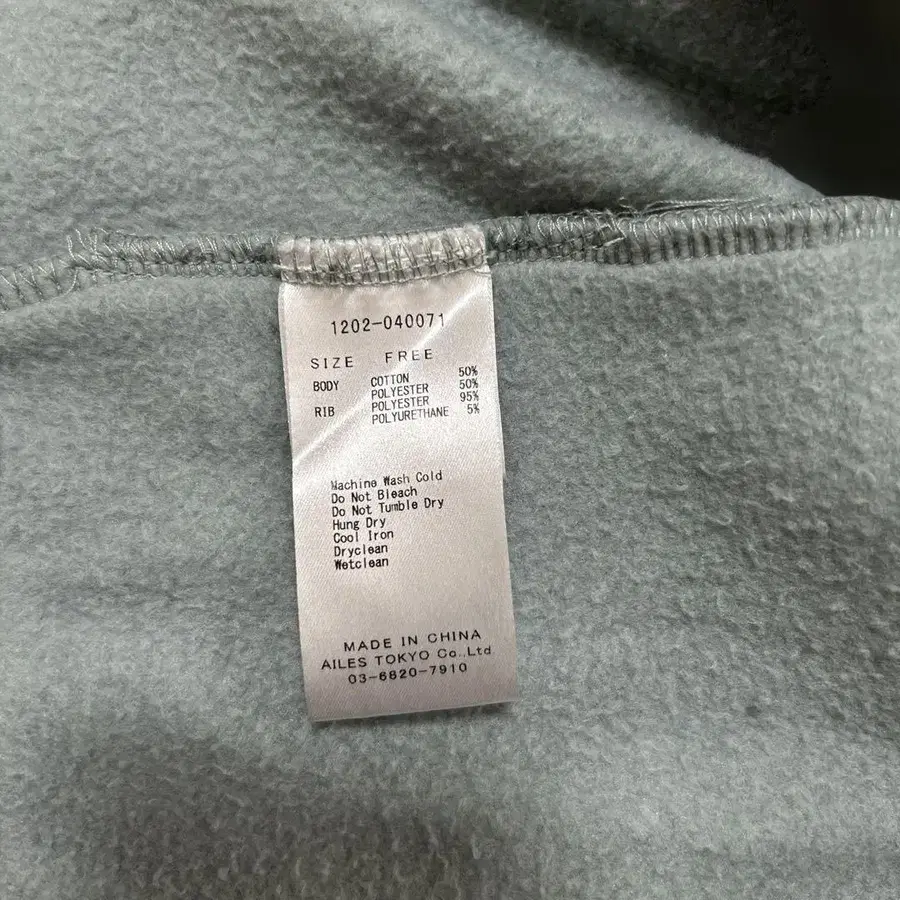 1202-040071
SIZE FREE
BODY COTTON 50%
POLYESTER 50%
RIB POLYESTER 95%
POLYURETHANE 5%
Machine Wash Cold
Do Not Bleach
Do Not Tumble Dry
Hung Dry
Cool Iron
Dryclean
Wetclean
MADE IN CHINA
AILES TOKYO Co.,Ltd
03-6820-7910